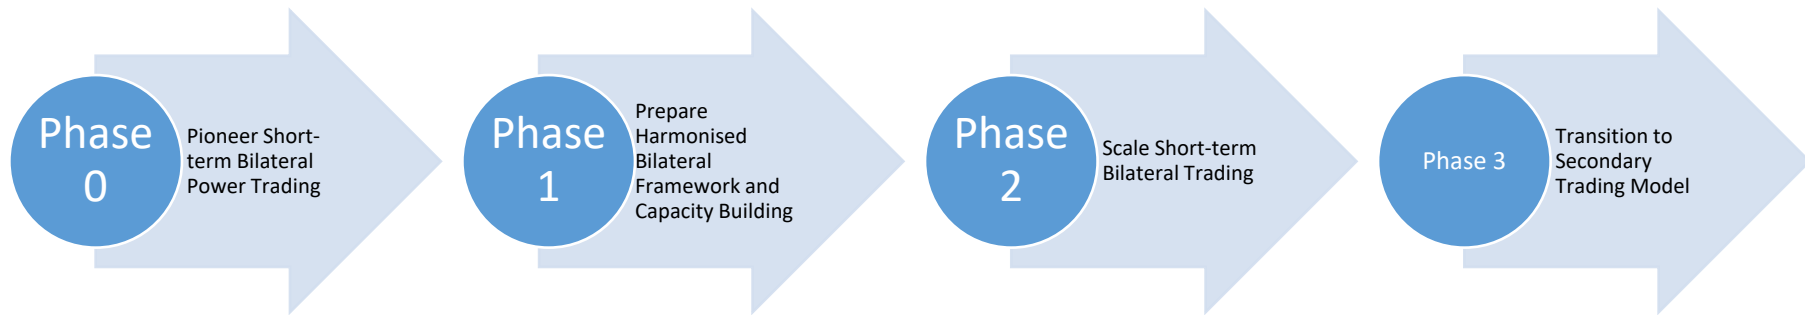 Phase
0
Pioneer Short-
term Bilateral
Power Trading
Phase
1
Prepare
Harmonised
Bilateral
Framework and
Capacity Building
Phase
2
Scale Short-term
Bilateral Trading
Phase 3
Transition to
Secondary
Trading Model